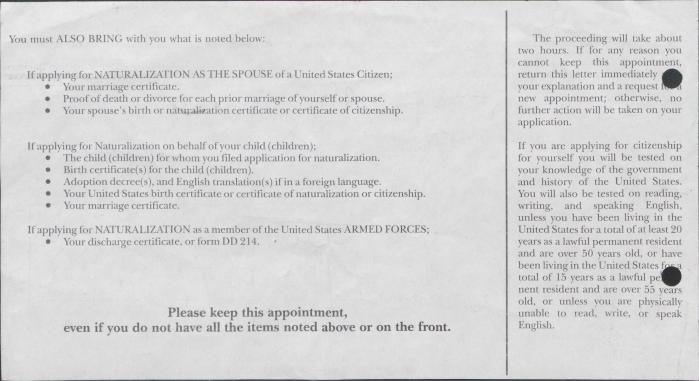 You must ALSO BRING with you what is noted below:
If applying for NATURALIZATION AS THE SPOUSE of a United States Citizen;
• Your marriage certificate.
• Proof of death or divorce for each prior marriage of yourself or spouse.
• Your spouse's birth or naturalization certificate or certificate of citizenship.
If applying for Naturalization on behalf of your child (children);
• The child (children) for whom you filed application for naturalization.
• Birth certificate(s) for the child (children).
• Adoption decree(s), and English translation(s) if in a foreign language.
• Your United States birth certificate or certificate of naturalization or citizenship.
• Your marriage certificate.
If applying for NATURALIZATION as a member of the United States ARMED FORCES;
• Your discharge certificate, or form DD 214.
Please keep this appointment,
even if you do not have all the items noted above or on the front.
The proceeding will take about
two hours. If for any reason you
cannot keep this appointment,
return this letter immediately
your explanation and a request
new appointment; otherwise, no
further action will be taken on your
application.
If you are applying for citizenship
for yourself you will be tested on
your knowledge of the government
and history of the United States.
You will also be tested on reading,
writing, and speaking English,
unless you have been living in the
United States for a total of at least 20
years as a lawful permanent resident
and are over 50 years old, or have
been living in the United States for a
total of 15 years as a lawful
nent resident and are over 55 years
old, or unless you are physically
unable to read, write, or speak
English.